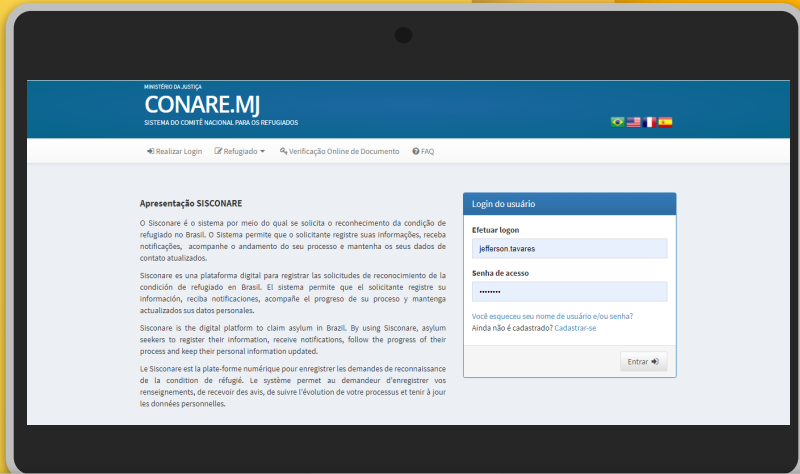 MINISTÉRIO DA JUSTIÇA
CONARE.MJ
SISTEMA DO COMITÊ NACIONAL PARA OS REFUGIADOS
Realizar Login Refugiado Verificação Online de Documento FAQ
Apresentação SISCONARE
O Sisconare é o sistema por meio do qual se solicita o reconhecimento da condição de
refugiado no Brasil. O Sistema permite que o solicitante registre suas informações, receba
notificações, acompanhe o andamento do seu processo e mantenha os seus dados de
contato atualizados.
Sisconare es una plataforma digital para registrar las solicitudes de reconocimiento de la
condición de refugiado en Brasil. El sistema permite que el solicitante registre su
información, reciba notificaciones, acompañe el progreso de su proceso y mantenga
actualizados sus datos personales.
Sisconare is the digital platform to claim asylum in Brazil. By using Sisconare, asylum
seekers to register their information, receive notifications, follow the progress of their
process and keep their personal information updated.
Le Sisconare est la plate-forme numérique pour enregistrer les demandes de reconnaissance
de la condition de réfugié. Le système permet au demandeur d'enregistrer vos
renseignements, de recevoir des avis, de suivre l'évolution de votre processus et tenir à jour
les données personnelles.
Login do usuário
Efetuar logon
jefferson.tavares
Senha de acesso
••••••••
Você esqueceu seu nome de usuário e/ou senha?
Ainda não é cadastrado? Cadastrar-se
Entrar